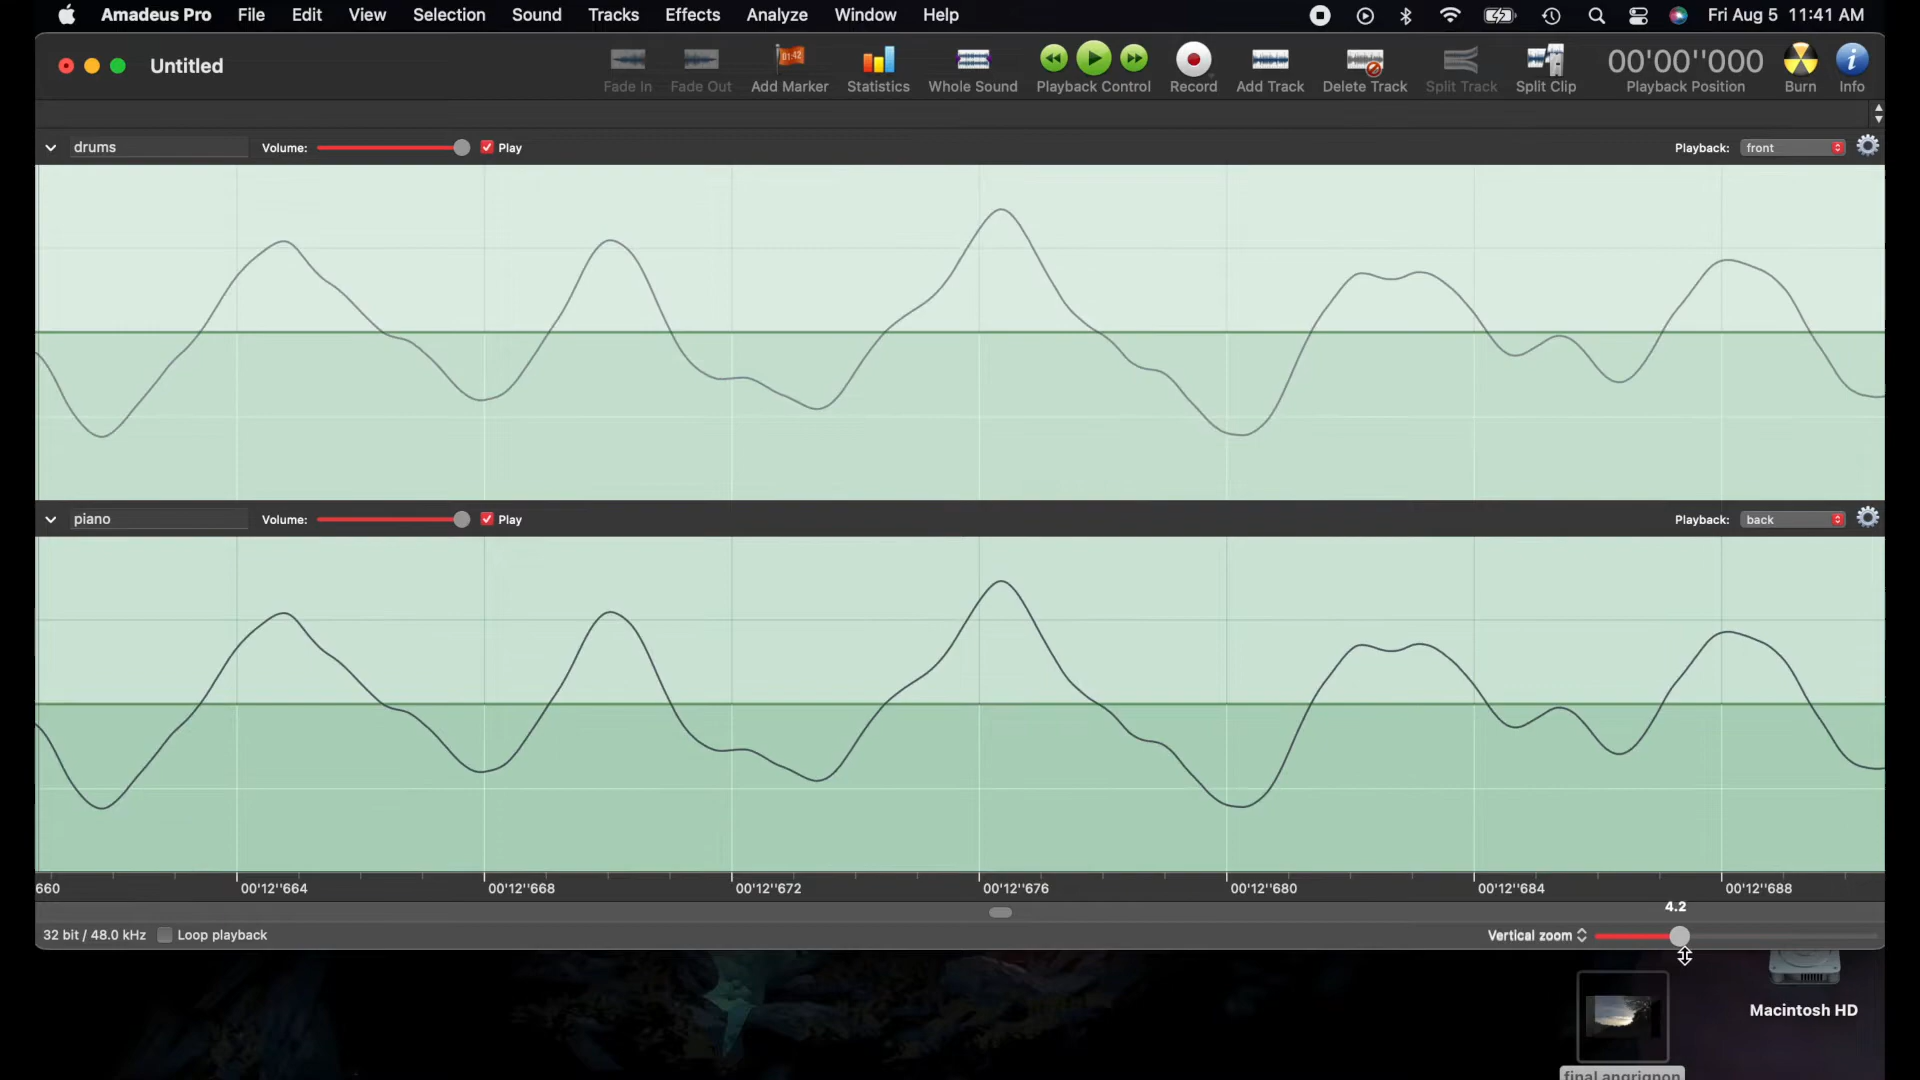 Amadeus Pro File Edit View Selection Sound Tracks Effects Analyze Window Help Fri Aug 5 11:41 AM
Untitled
01:42
00'00''000
Fade In Fade Out Add Marker Statistics Whole Sound Playback Control Record Add Track Delete Track Split Track Split Clip Playback Position Burn Info
drums Volume: Play Playback: front
piano Volume: Play Playback: back
660 00'12''664 00'12''668 00'12''672 00'12''676 00'12''680 00'12''684 00'12''688
4.2
32 bit / 48.0 kHz Loop playback Vertical zoom
Macintosh HD
final angrignon